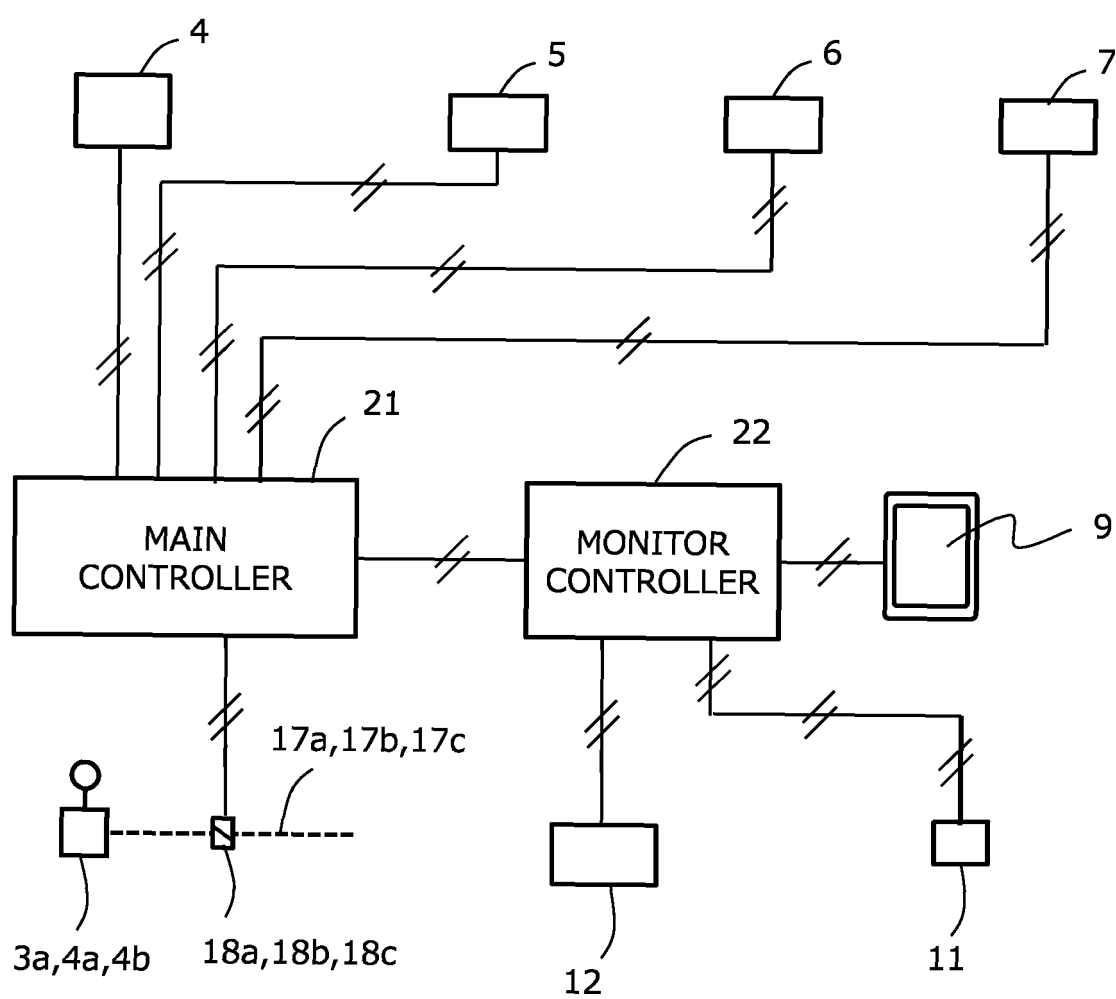 4
5
6
7
21
22
MAIN
CONTROLLER
MONITOR
CONTROLLER
9
17a,17b,17c
3a,4a,4b
18a,18b,18c
12
11